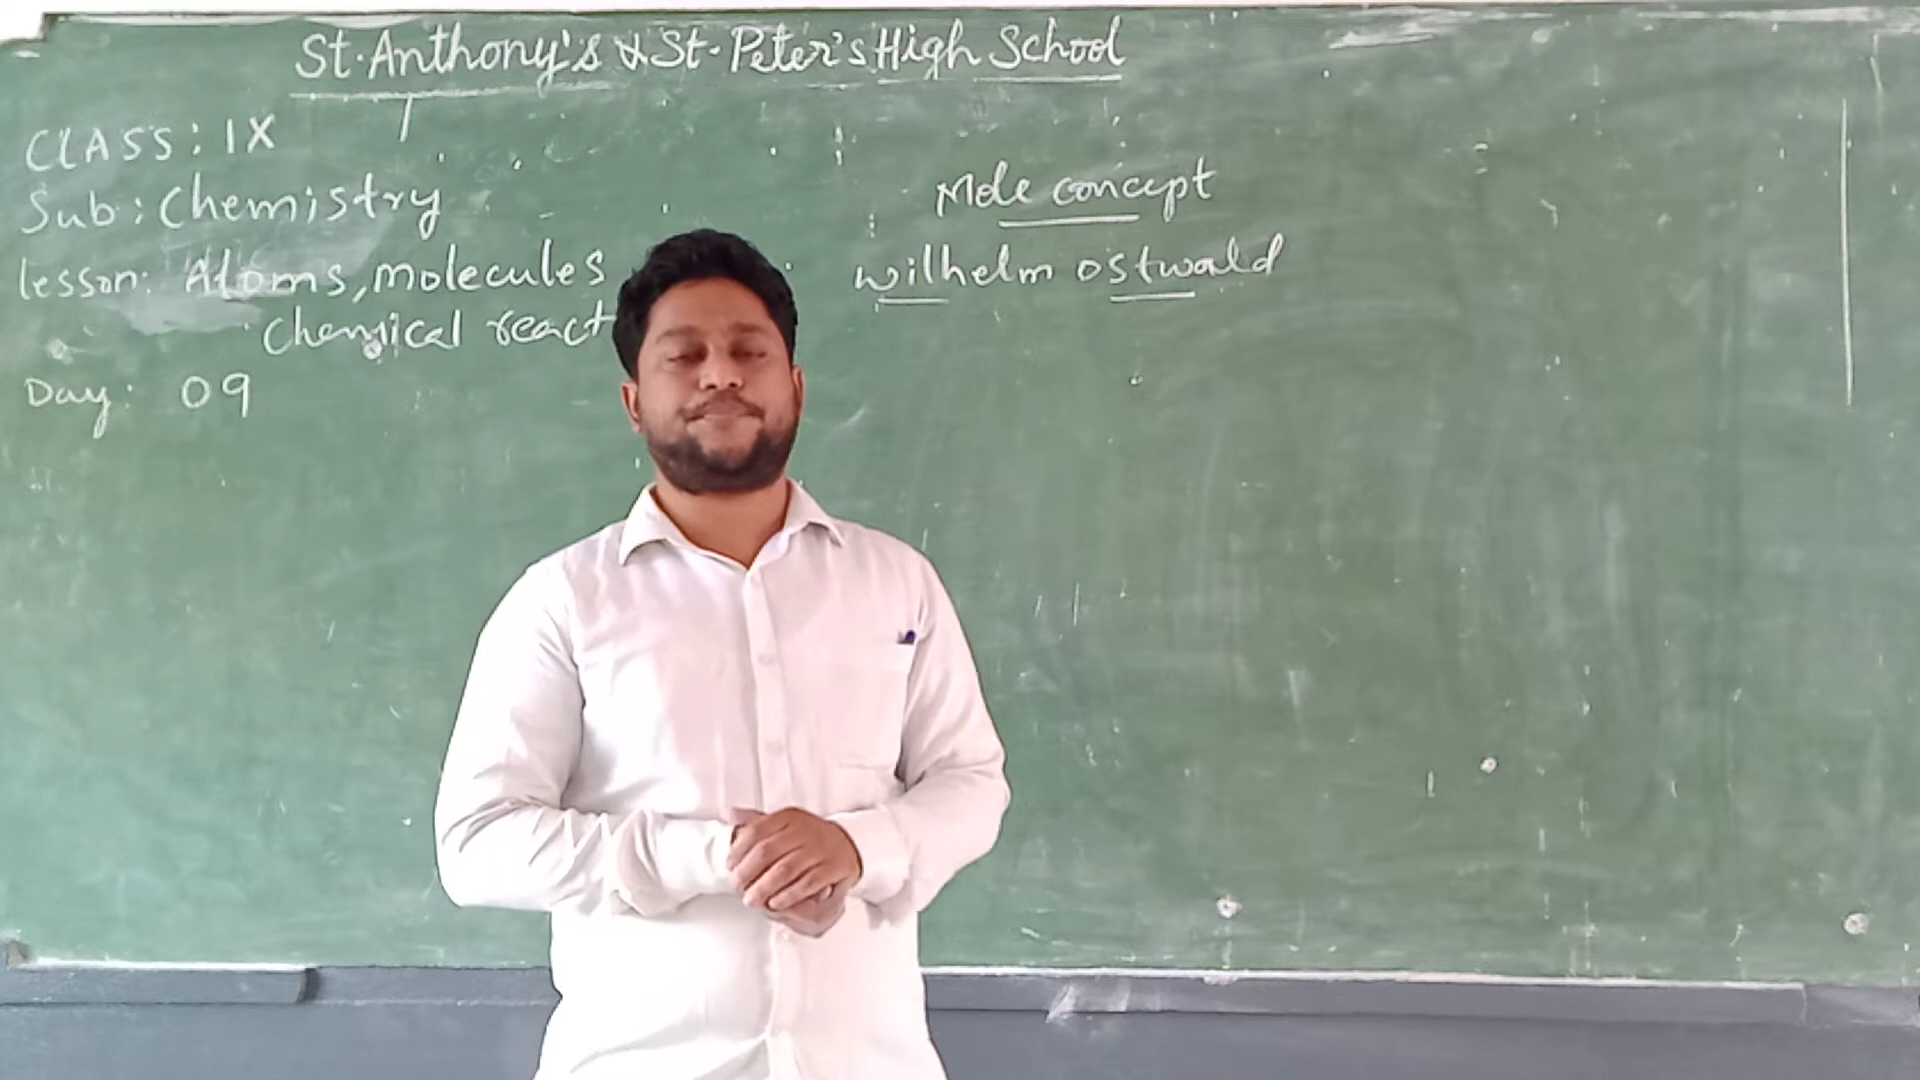 St. Anthony's & St. Peter's High School
CLASS: IX
Sub: Chemistry
lesson: Atoms, molecules
Chemical react
Day: 09
Mole concept
Wilhelm ostwald